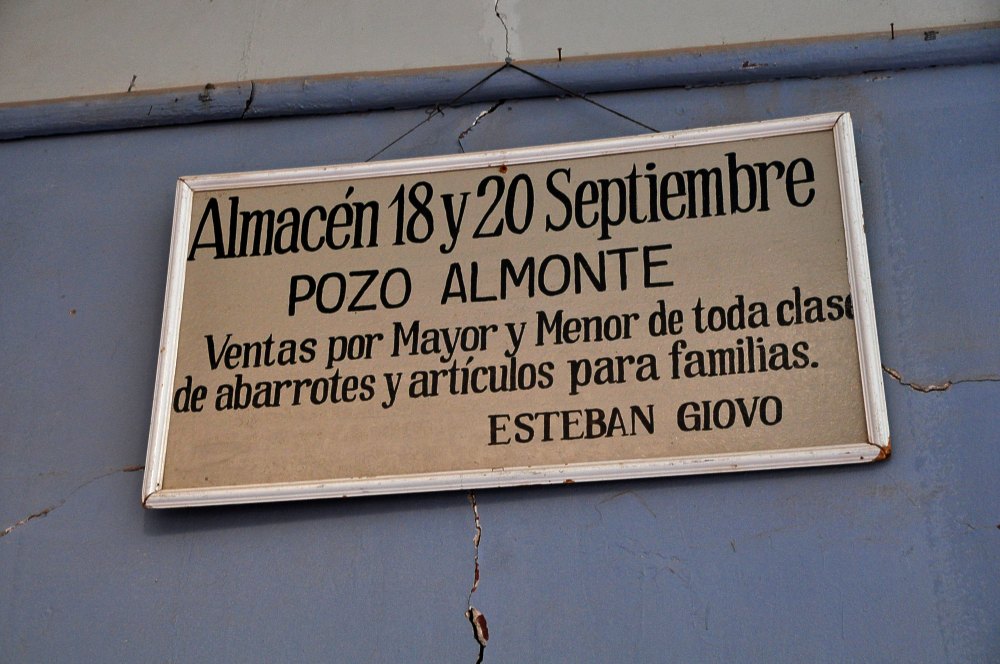 Almacén 18 y 20 Septiembre
POZO ALMONTE
Ventas por Mayor y Menor de toda clase
de abarrotes y artículos para familias.
ESTEBAN GIOVO